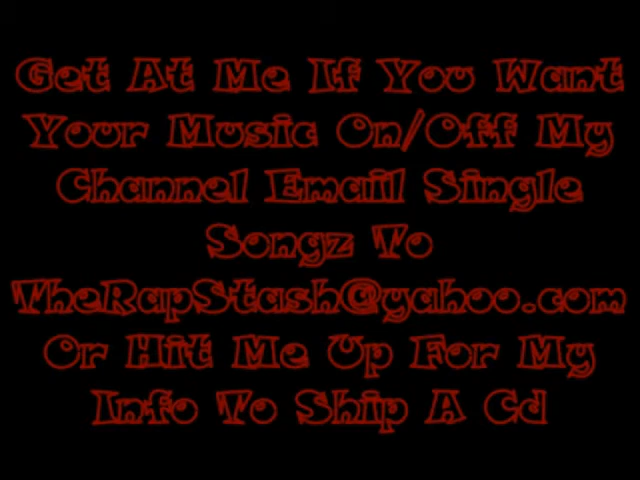 Get At Me If You Want
Your Music On/Off My
Channel Email Single
Songz To
TheRapStash@yahoo.com
Or Hit Me Up For My
Info To Ship A Cd